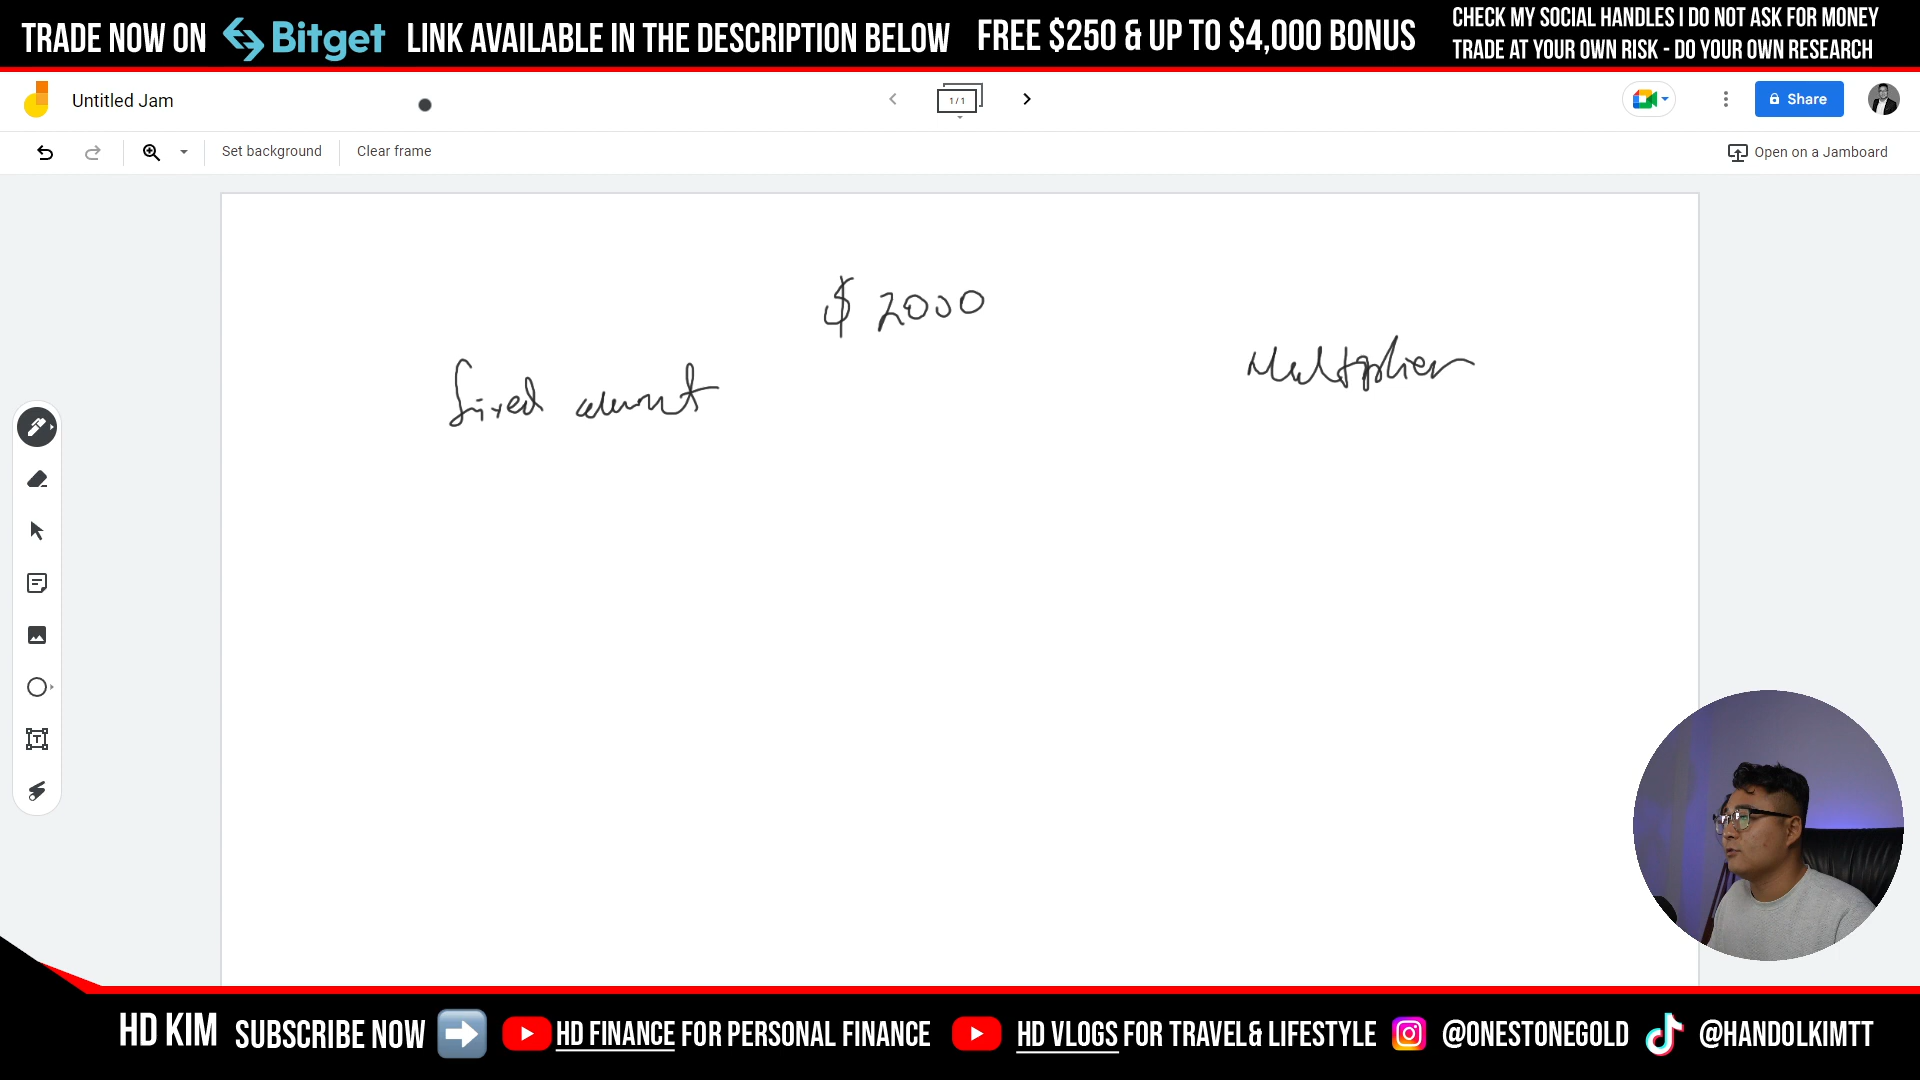 TRADE NOW ON Bitget LINK AVAILABLE IN THE DESCRIPTION BELOW FREE $250 & UP TO $4,000 BONUS
CHECK MY SOCIAL HANDLES I DO NOT ASK FOR MONEY
TRADE AT YOUR OWN RISK - DO YOUR OWN RESEARCH
Untitled Jam
1 / 1
Share
Set background
Clear frame
Open on a Jamboard
$ 2000
fixed amount
Multiplier
HD KIM SUBSCRIBE NOW HD FINANCE FOR PERSONAL FINANCE HD VLOGS FOR TRAVEL& LIFESTYLE @ONESTONEGOLD @HANDOLKIMTT